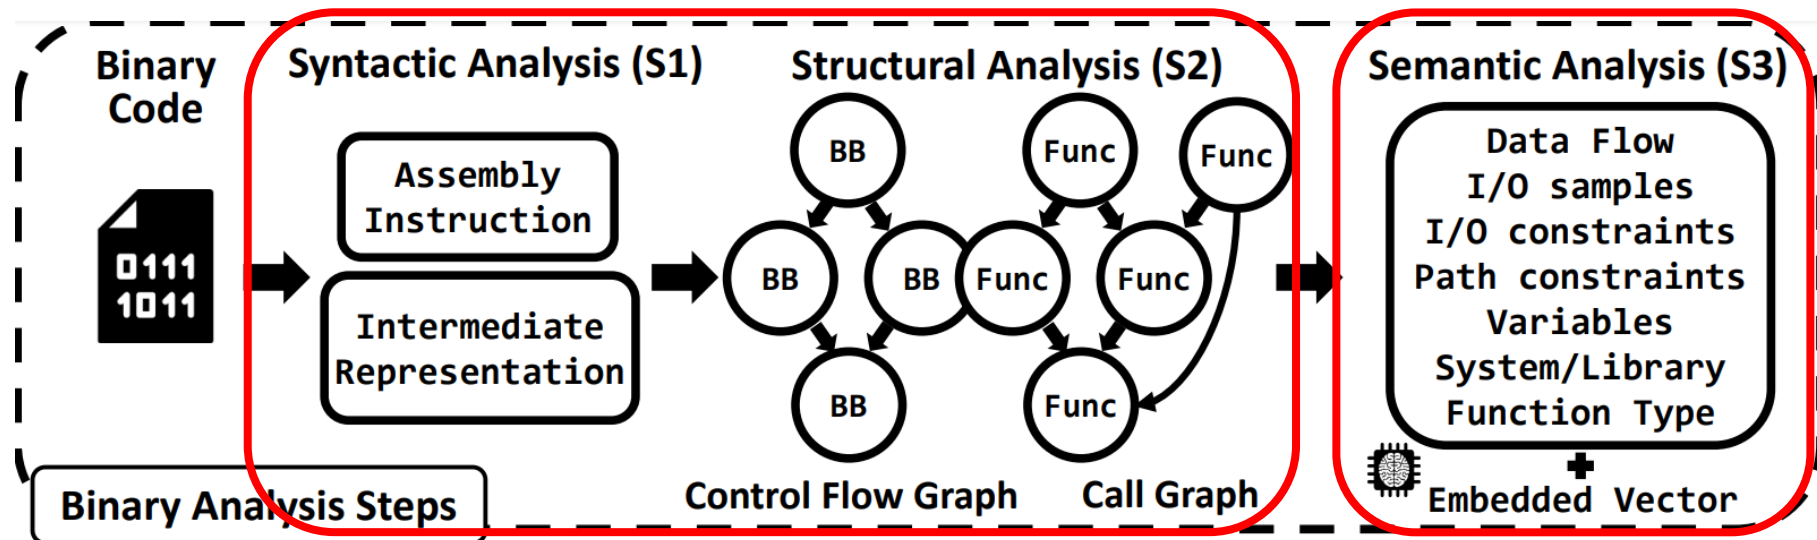 Binary
Code
0111
1011
Syntactic Analysis (S1)
Assembly
Instruction
Intermediate
Representation
Structural Analysis (S2)
BB
BB
BB
BB
Control Flow Graph
Func
Func
Func
Func
Func
Call Graph
Semantic Analysis (S3)
Data Flow
I/O samples
I/O constraints
Path constraints
Variables
System/Library
Function Type
Embedded Vector
Binary Analysis Steps